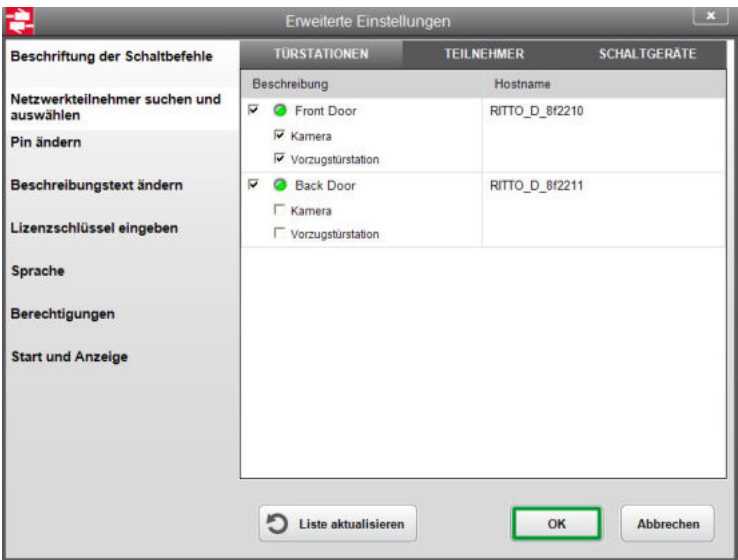 Erweiterte Einstellungen
x
Beschriftung der Schaltbefehle
Netzwerkteilnehmer suchen und
auswählen
Pin ändern
Beschreibungstext ändern
Lizenzschlüssel eingeben
Sprache
Berechtigungen
Start und Anzeige
TÜRSTATIONEN TEILNEHMER SCHALTGERÄTE
Beschreibung Hostname
Front Door RITTO_D_8f2210
Kamera
Vorzugstürstation
Back Door RITTO_D_8f2211
Kamera
Vorzugstürstation
Liste aktualisieren OK Abbrechen